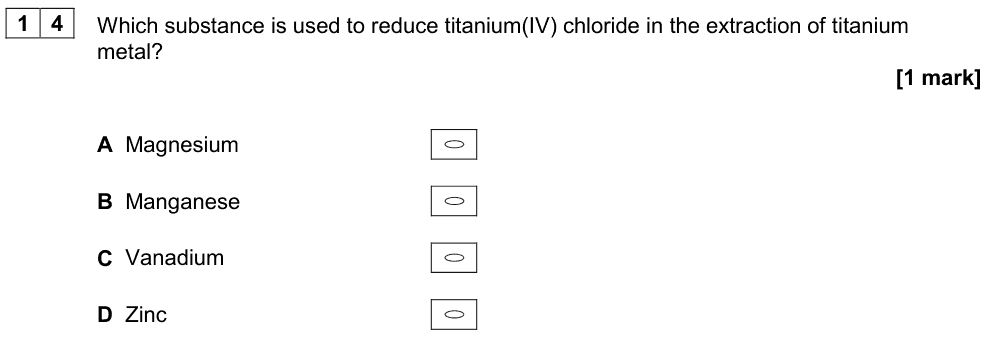 1 4 Which substance is used to reduce titanium(IV) chloride in the extraction of titanium
metal?
[1 mark]
A Magnesium
B Manganese
C Vanadium
D Zinc